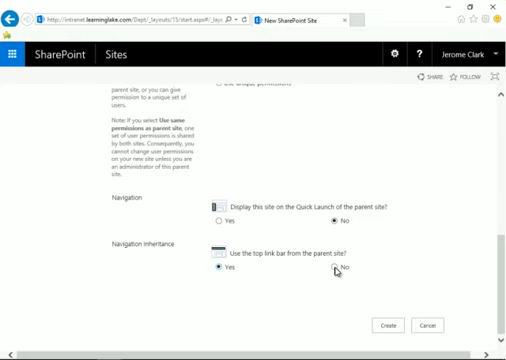 http://intranet.learninglake.com/Dept/_layouts/15/start.aspx#/_layo
New SharePoint Site
SharePoint
Sites
Jerome Clark
SHARE
FOLLOW
parent site, or you can give
permission to a unique set of
users.
Use unique permissions
Note: If you select Use same
permissions as parent site, one
set of user permissions is shared
by both sites. Consequently, you
cannot change user permissions
on your new site unless you are
an administrator of this parent
site.
Navigation
Display this site on the Quick Launch of the parent site?
Yes
No
Navigation Inheritance
Use the top link bar from the parent site?
Yes
No
Create
Cancel